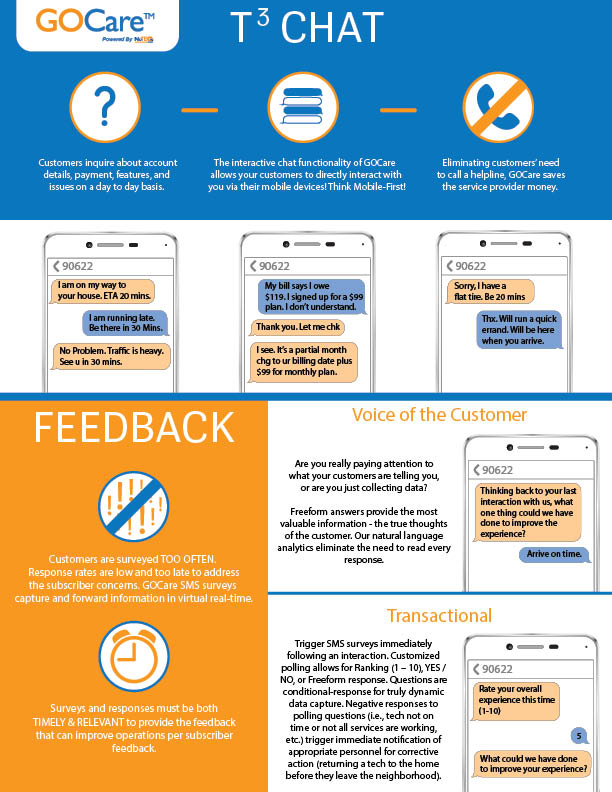 GOCare™
Powered By NuTEQ
T³ CHAT
?
Customers inquire about account
details, payment, features, and
issues on a day to day basis.
The interactive chat functionality of GOCare
allows your customers to directly interact with
you via their mobile devices! Think Mobile-First!
Eliminating customers' need
to call a helpline, GOCare saves
the service provider money.
90622
I am on my way to
your house. ETA 20 mins.
I am running late.
Be there in 30 Mins.
No Problem. Traffic is heavy.
See u in 30 mins.
90622
My bill says I owe
$119. I signed up for a $99
plan. I don't understand.
Thank you. Let me chk
I see. It's a partial month
chg to ur billing date plus
$99 for monthly plan.
90622
Sorry, I have a
flat tire. Be 20 mins
Thx. Will run a quick
errand. Will be here
when you arrive.
FEEDBACK
Customers are surveyed TOO OFTEN.
Response rates are low and too late to address
the subscriber concerns. GOCare SMS surveys
capture and forward information in virtual real-time.
Surveys and responses must be both
TIMELY & RELEVANT to provide the feedback
that can improve operations per subscriber
feedback.
Voice of the Customer
Are you really paying attention to
what your customers are telling you,
or are you just collecting data?
Freeform answers provide the most
valuable information - the true thoughts
of the customer. Our natural language
analytics eliminate the need to read every
response.
90622
Thinking back to your last
interaction with us, what
one thing could we have
done to improve the
experience?
Arrive on time.
Transactional
Trigger SMS surveys immediately
following an interaction. Customized
polling allows for Ranking (1 – 10), YES /
NO, or Freeform response. Questions are
conditional-response for truly dynamic
data capture. Negative responses to
polling questions (i.e., tech not on
time or not all services are working,
etc.) trigger immediate notification of
appropriate personnel for corrective
action (returning a tech to the home
before they leave the neighborhood).
90622
Rate your overall
experience this time
(1-10)
5
What could we have done
to improve your experience?